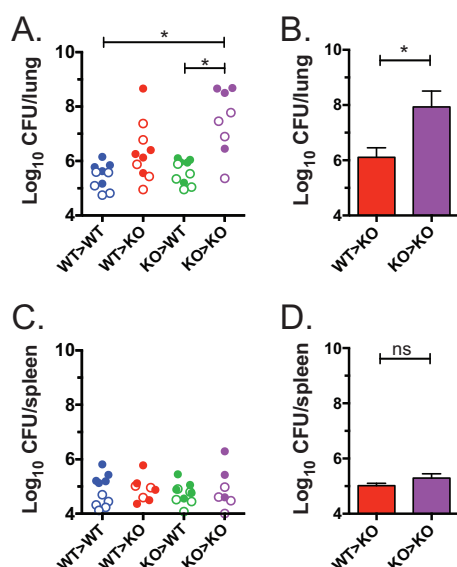 A.
*
*
Log10 CFU/lung
10
8
6
4
WT>WT
WT>KO
KO>WT
KO>KO
B.
*
Log10 CFU/lung
10
8
6
4
WT>KO
KO>KO
C.
Log10 CFU/spleen
10
6
4
WT>WT
WT>KO
KO>WT
KO>KO
D.
ns
Log10 CFU/spleen
10
6
4
WT>KO
KO>KO